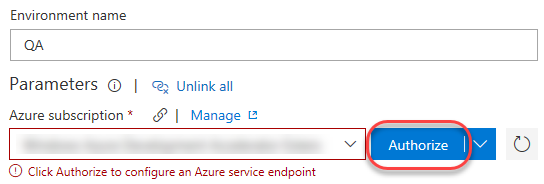 Environment name
QA
Parameters | Unlink all
Azure subscription * | Manage
Authorize
Click Authorize to configure an Azure service endpoint